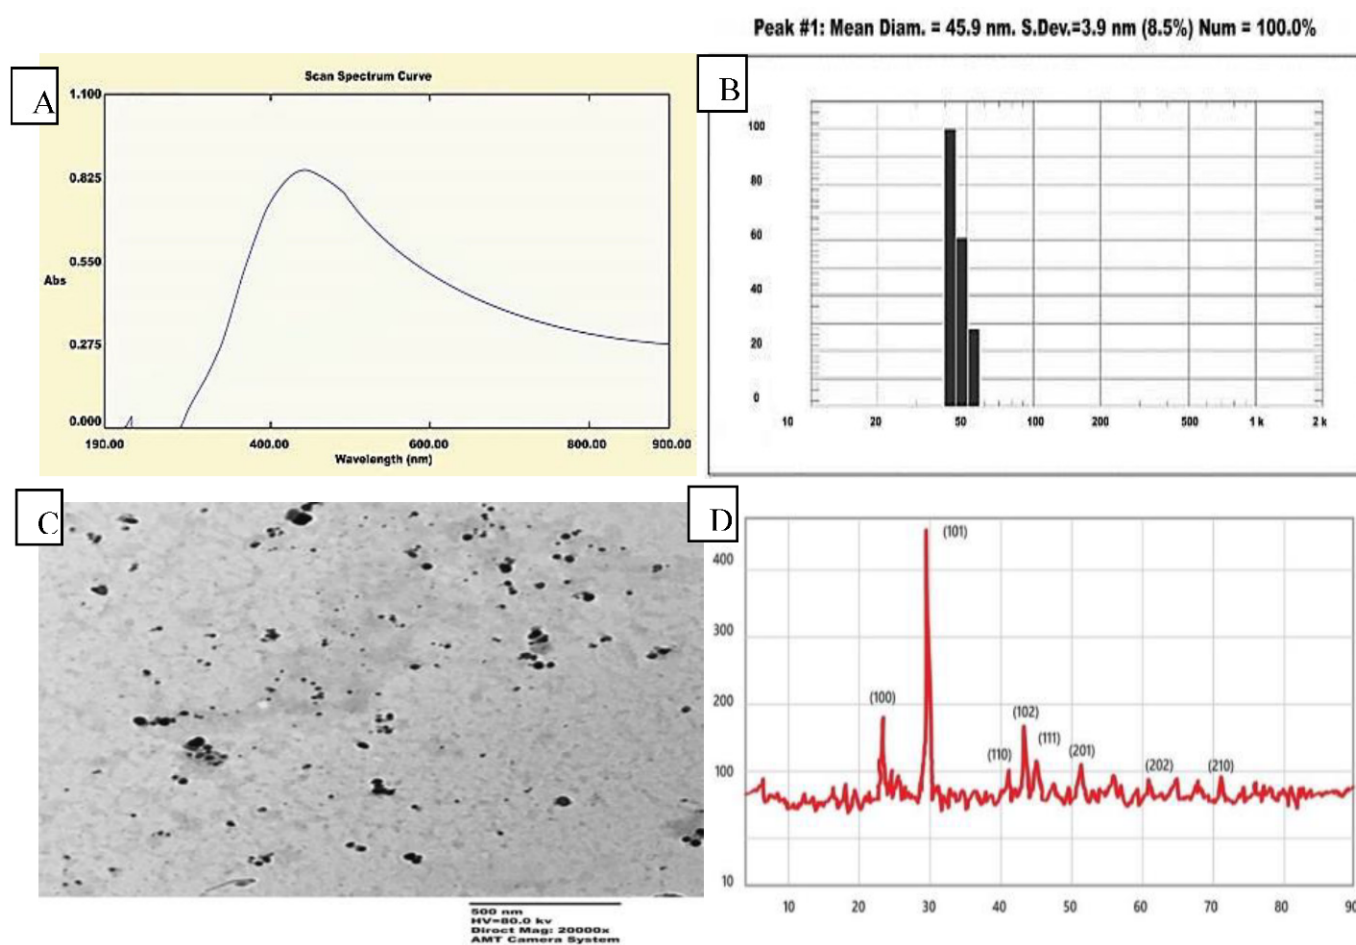 Peak #1: Mean Diam. = 45.9 nm. S.Dev.=3.9 nm (8.5%) Num = 100.0%
A
Scan Spectrum Curve
1.100
0.825
0.550
Abs
0.275
0.000
190.00 400.00 600.00 800.00 900.00
Wavelength (nm)
B
100
80
60
40
20
0
10 20 50 100 200 500 1 k 2 k
C
500 nm
HV=80.0 kv
Diroct Mag: 20000x
AMT Camera System
D
400
300
200
100
10
(101)
(100)
(102)
(110)
(111)
(201)
(202)
(210)
10 20 30 40 50 60 70 80 90